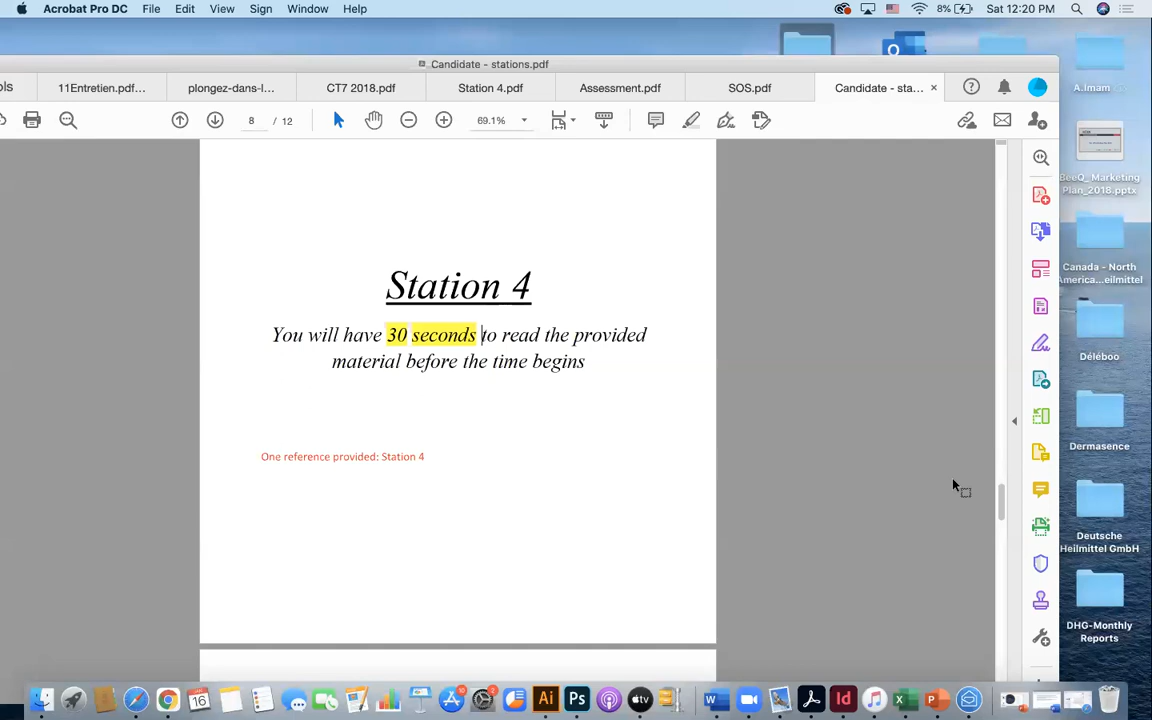 Acrobat Pro DC File Edit View Sign Window Help 8% Sat 12:20 PM
Candidate - stations.pdf
ols 11Entretien.pdf... plongez-dans-l... CT7 2018.pdf Station 4.pdf Assessment.pdf SOS.pdf Candidate - sta... ×
8 / 12 69.1%
Station 4
You will have 30 seconds to read the provided
material before the time begins
One reference provided: Station 4
A.Imam
BeeQ_Marketing
Plan_2018.pptx
Canada - North
America...eilmittel
Déléboo
Dermasence
Deutsche
Heilmittel GmbH
DHG-Monthly
Reports